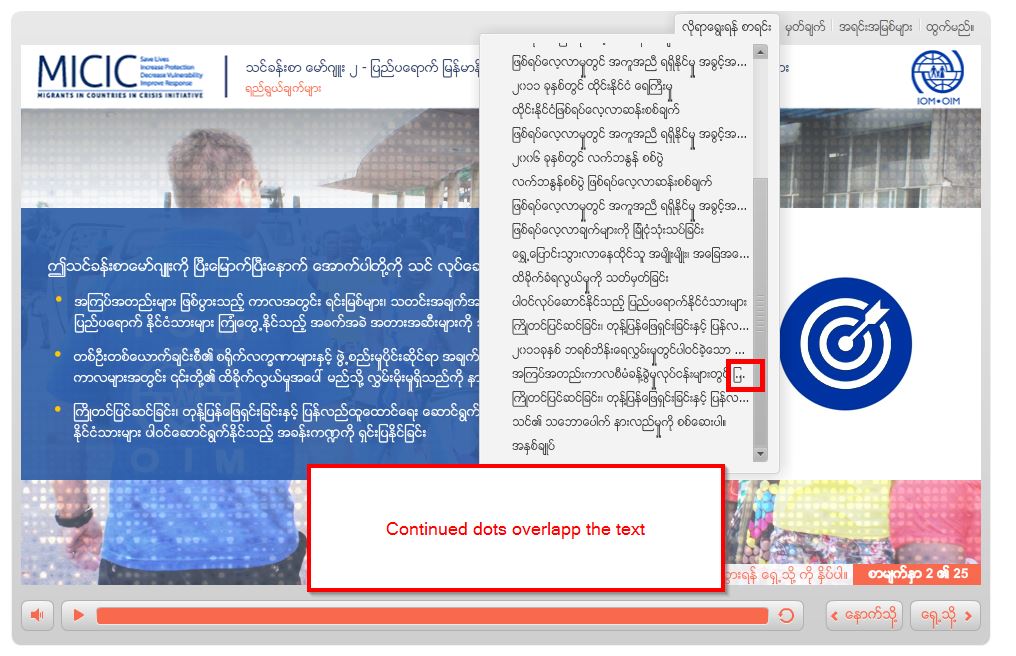 လိုရာရွေးရန် စာရင်း
မှတ်ချက်
အရင်းအမြစ်များ
ထွက်မည်။
MICIC
Save Lives
Increase Protection
Decrease Vulnerability
Improve Response
MIGRANTS IN COUNTRIES IN CRISIS INITIATIVE
သင်ခန်းစာ မော်ဂျူး ၂ - ပြည်ပရောက် မြန်မာနို
ရည်ရွယ်ချက်များ
IOM•OIM
ဖြစ်ရပ်လေ့လာမှုတွင် အကူအညီ ရရှိနိုင်မှု အခွင့်အ...
၂၀၁၁ ခုနှစ်တွင် ထိုင်းနိုင်ငံ ရေကြီးမှု
ထိုင်းနိုင်ငံဖြစ်ရပ်လေ့လာဆန်းစစ်ချက်
ဖြစ်ရပ်လေ့လာမှုတွင် အကူအညီ ရရှိနိုင်မှု အခွင့်အ...
၂၀၀၆ ခုနှစ်တွင် လက်ဘနွန် စစ်ပွဲ
လက်ဘနွန်စစ်ပွဲ ဖြစ်ရပ်လေ့လာဆန်းစစ်ချက်
ဖြစ်ရပ်လေ့လာမှုတွင် အကူအညီ ရရှိနိုင်မှု အခွင့်အ...
ဖြစ်ရပ်လေ့လာချက်များကို ခြုံငုံသုံးသပ်ခြင်း
ရွှေ့ပြောင်းသွားလာနေထိုင်သူ အမျိုးမျိုး၊ အခြေအနေ...
ထိခိုက်ခံရလွယ်မှုကို သတ်မှတ်ခြင်း
ပါဝင်လုပ်ဆောင်နိုင်သည့် ပြည်ပရောက်နိုင်ငံသားများ
ကြိုတင်ပြင်ဆင်ခြင်း၊ တုန့်ပြန်ဖြေရှင်းခြင်းနှင့် ပြန်လ...
၂၀၁၁ခုနှစ် ဘရစ်ဘိန်းရေလွှမ်းမှုတွင်ပါဝင်ခဲ့သော ...
အကြပ်အတည်းကာလစီမံခန့်ခွဲမှုလုပ်ငန်းများတွင်
ကြိုတင်ပြင်ဆင်ခြင်း၊ တုန့်ပြန်ဖြေရှင်းခြင်းနှင့် ပြန်လ...
သင်၏ သဘောပေါက် နားလည်မှုကို စစ်ဆေးပါ။
အနှစ်ချုပ်
ဤသင်ခန်းစာမော်ဂျူးကို ပြီးမြောက်ပြီးနောက် အောက်ပါတို့ကို သင် လုပ်ဆော
• အကြပ်အတည်းများ ဖြစ်ပွားသည့် ကာလအတွင်း ရင်းမြစ်များ၊ သတင်းအချက်အ
ပြည်ပရောက် နိုင်ငံသားများ ကြုံတွေ့နိုင်သည့် အခက်အခဲ အတားအဆီးများကို
• တစ်ဦးတစ်ယောက်ချင်းစီ၏ စရိုက်လက္ခဏာများနှင့် ဖွဲ့စည်းမှုပိုင်းဆိုင်ရာ အချက်
ကာလများအတွင်း ၎င်းတို့၏ ထိခိုက်လွယ်မှုအပေါ် မည်သို့ လွှမ်းမိုးမှုရှိသည်ကို နာ
• ကြိုတင်ပြင်ဆင်ခြင်း၊ တုန့်ပြန်ဖြေရှင်းခြင်းနှင့် ပြန်လည်ထူထောင်ရေး ဆောင်ရွက်
နိုင်ငံသားများ ပါဝင်ဆောင်ရွက်နိုင်သည့် အခန်းကဏ္ဍကို ရှင်းပြနိုင်ခြင်း
OIM
Continued dots overlapp the text
သွားရန် ရှေ့သို့ ကို နှိပ်ပါ။
စာမျက်နှာ 2 ၏ 25
နောက်သို့
ရှေ့သို့